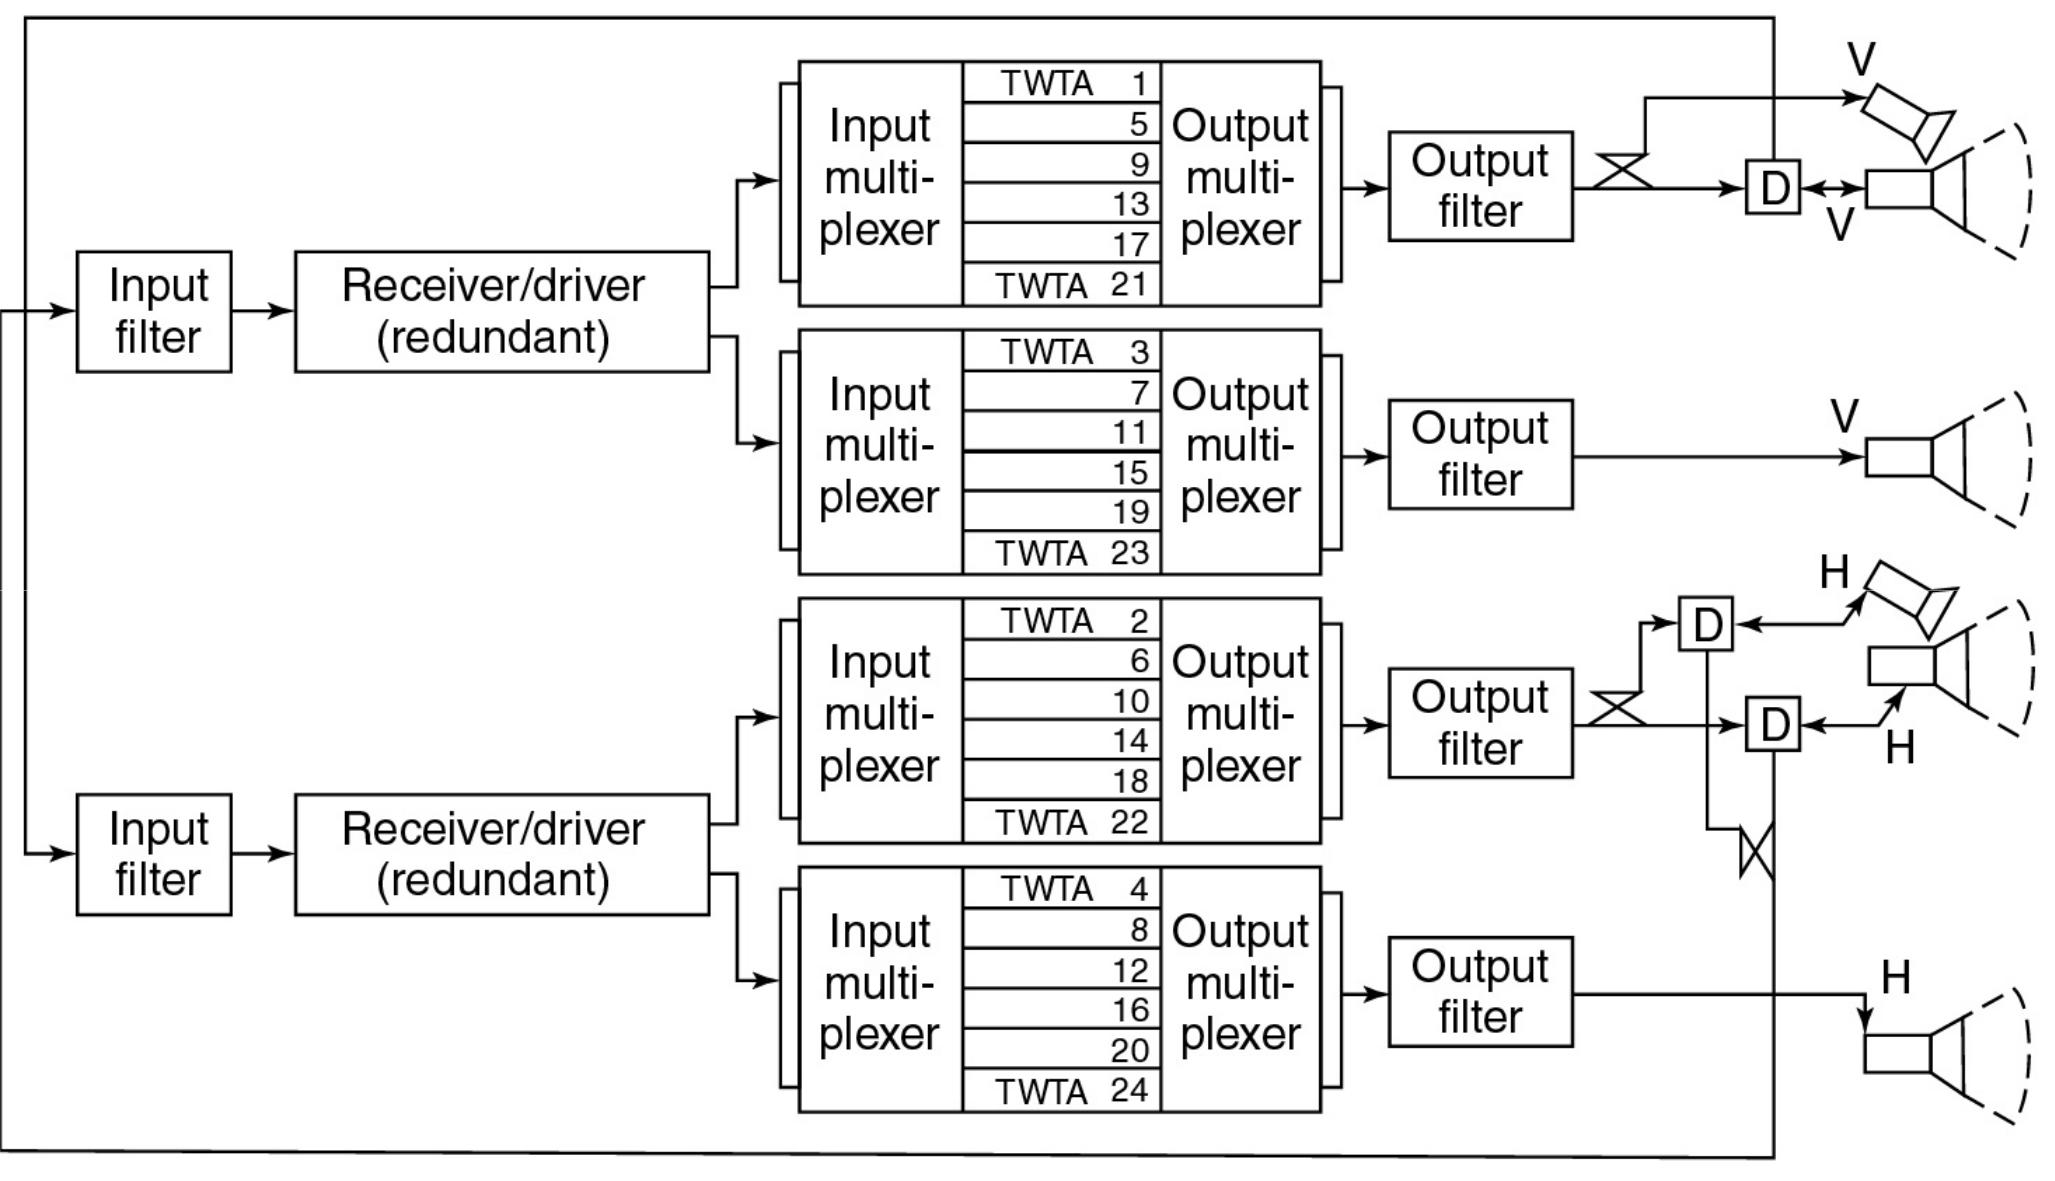 V
TWTA 1
5
9
13
17
TWTA 21
Input
multi-
plexer
Output
multi-
plexer
Output
filter
D
V
Input
filter
Receiver/driver
(redundant)
TWTA 3
7
11
15
19
TWTA 23
Input
multi-
plexer
Output
multi-
plexer
Output
filter
V
H
TWTA 2
6
10
14
18
TWTA 22
Input
multi-
plexer
Output
multi-
plexer
Output
filter
D
D
H
Input
filter
Receiver/driver
(redundant)
TWTA 4
8
12
16
20
TWTA 24
Input
multi-
plexer
Output
multi-
plexer
Output
filter
H